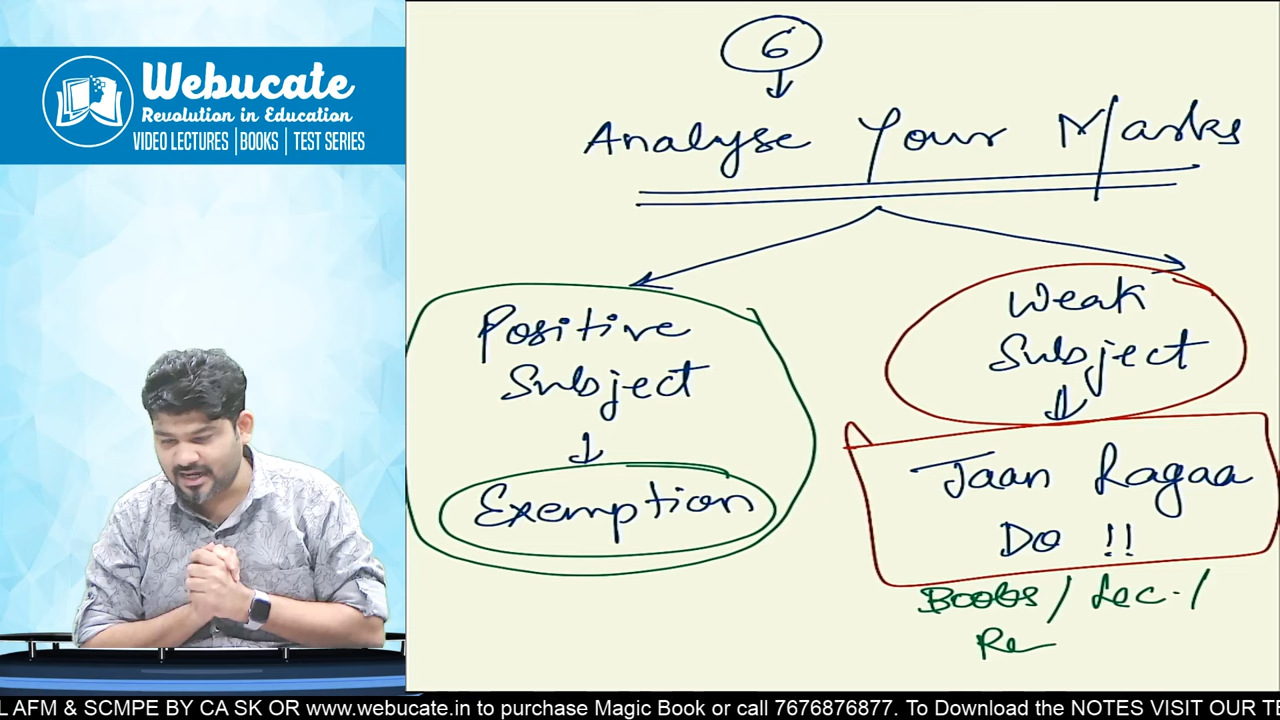 Webucate
Revolution in Education
VIDEO LECTURES | BOOKS | TEST SERIES
6
Analyse Your Marks
Positive
Subject
Exemption
Weak
Subject
Jaan Lagaa
Do !!
Books / Lec. /
Re
L AFM & SCMPE BY CA SK OR www.webucate.in to purchase Magic Book or call 7676876877. To Download the NOTES VISIT OUR TE